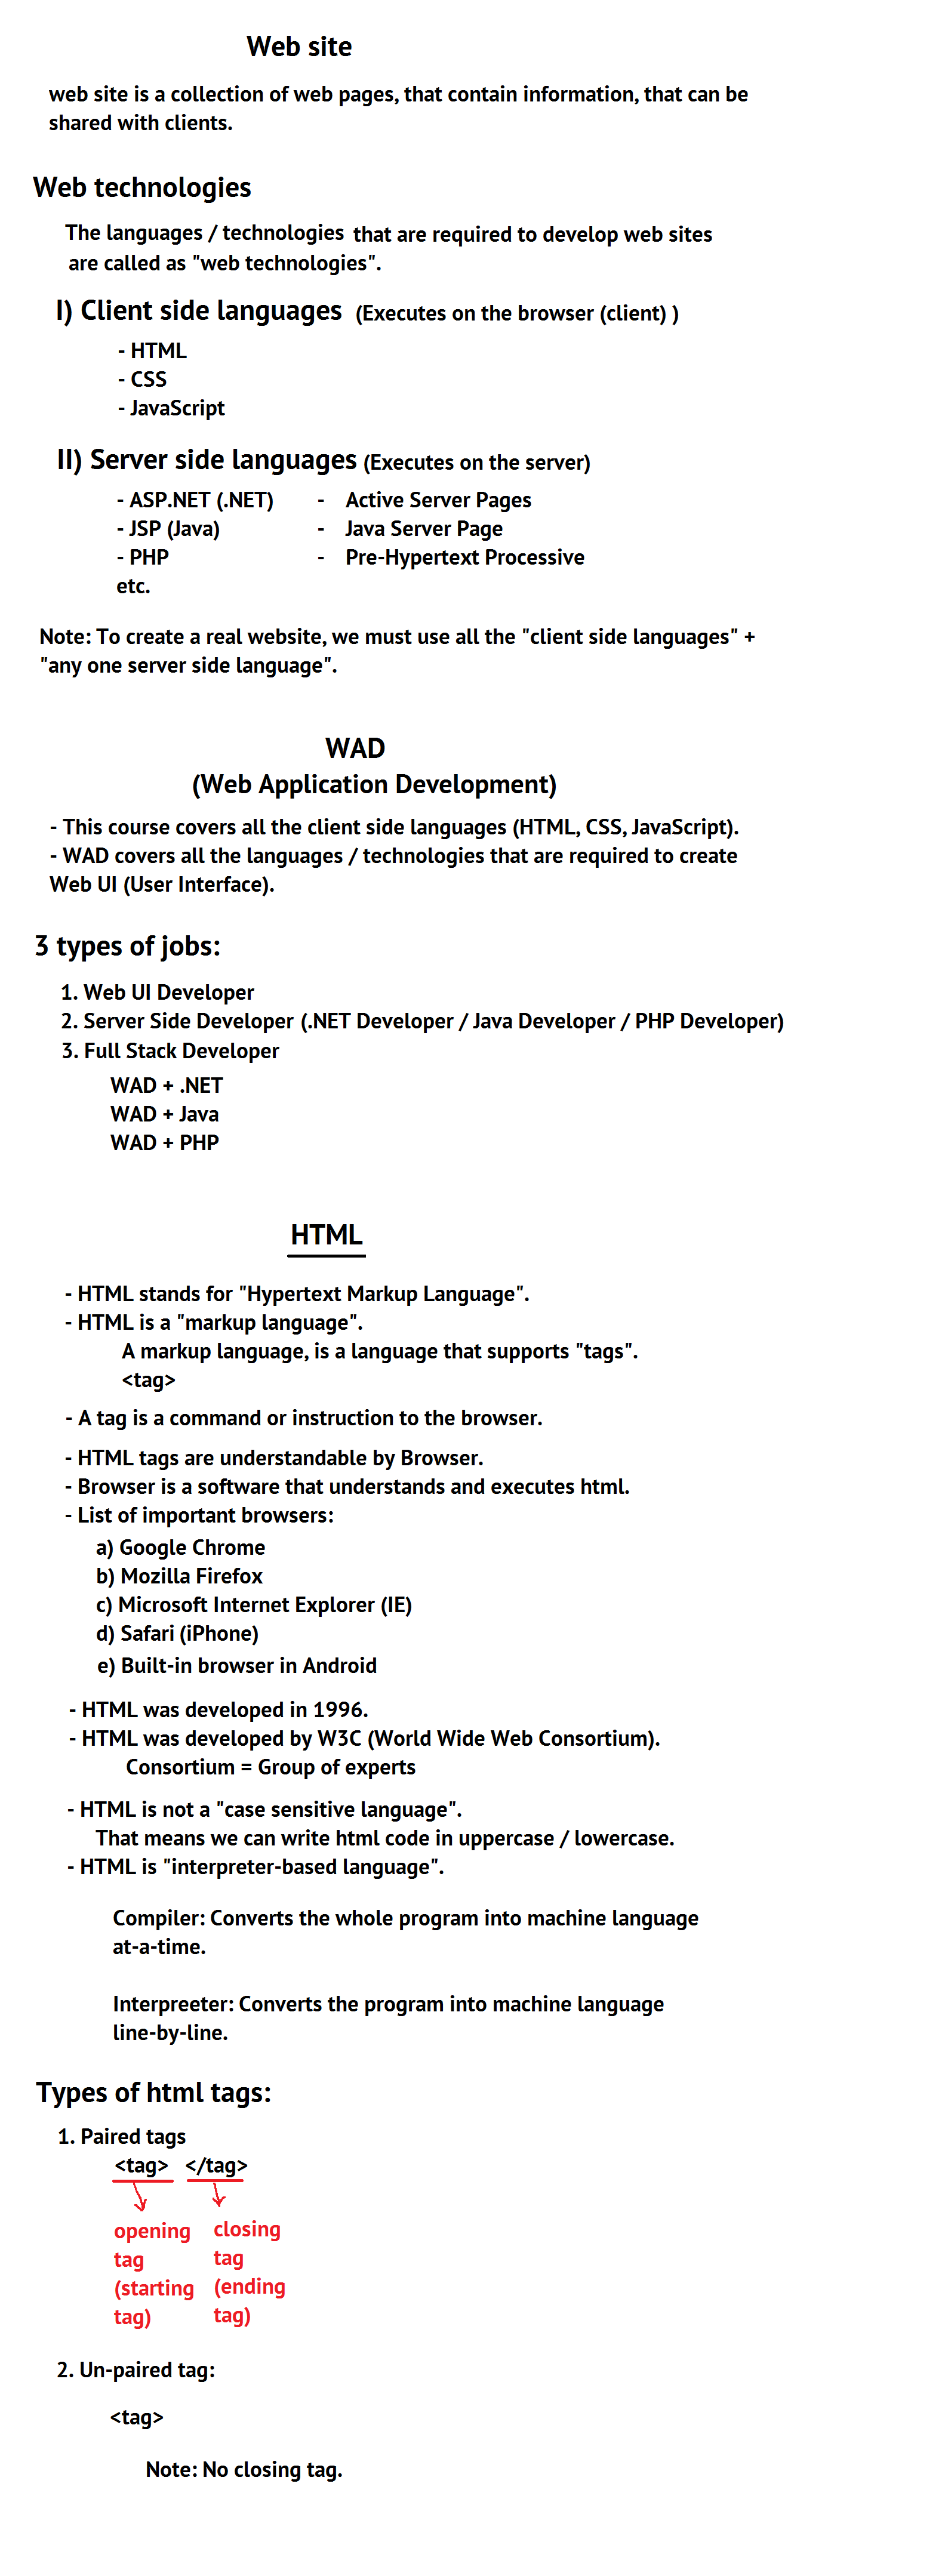 Web site
web site is a collection of web pages, that contain information, that can be
shared with clients.
Web technologies
The languages / technologies that are required to develop web sites
are called as "web technologies".
I) Client side languages (Executes on the browser (client) )
- HTML
- CSS
- JavaScript
II) Server side languages (Executes on the server)
- ASP.NET (.NET) - Active Server Pages
- JSP (Java) - Java Server Page
- PHP - Pre-Hypertext Processive
etc.
Note: To create a real website, we must use all the "client side languages" +
"any one server side language".
WAD
(Web Application Development)
- This course covers all the client side languages (HTML, CSS, JavaScript).
- WAD covers all the languages / technologies that are required to create
Web UI (User Interface).
3 types of jobs:
1. Web UI Developer
2. Server Side Developer (.NET Developer / Java Developer / PHP Developer)
3. Full Stack Developer
WAD + .NET
WAD + Java
WAD + PHP
HTML
- HTML stands for "Hypertext Markup Language".
- HTML is a "markup language".
A markup language, is a language that supports "tags".
<tag>
- A tag is a command or instruction to the browser.
- HTML tags are understandable by Browser.
- Browser is a software that understands and executes html.
- List of important browsers:
a) Google Chrome
b) Mozilla Firefox
c) Microsoft Internet Explorer (IE)
d) Safari (iPhone)
e) Built-in browser in Android
- HTML was developed in 1996.
- HTML was developed by W3C (World Wide Web Consortium).
Consortium = Group of experts
- HTML is not a "case sensitive language".
That means we can write html code in uppercase / lowercase.
- HTML is "interpreter-based language".
Compiler: Converts the whole program into machine language
at-a-time.
Interpreeter: Converts the program into machine language
line-by-line.
Types of html tags:
1. Paired tags
<tag> </tag>
opening closing
tag tag
(starting (ending
tag) tag)
2. Un-paired tag:
<tag>
Note: No closing tag.